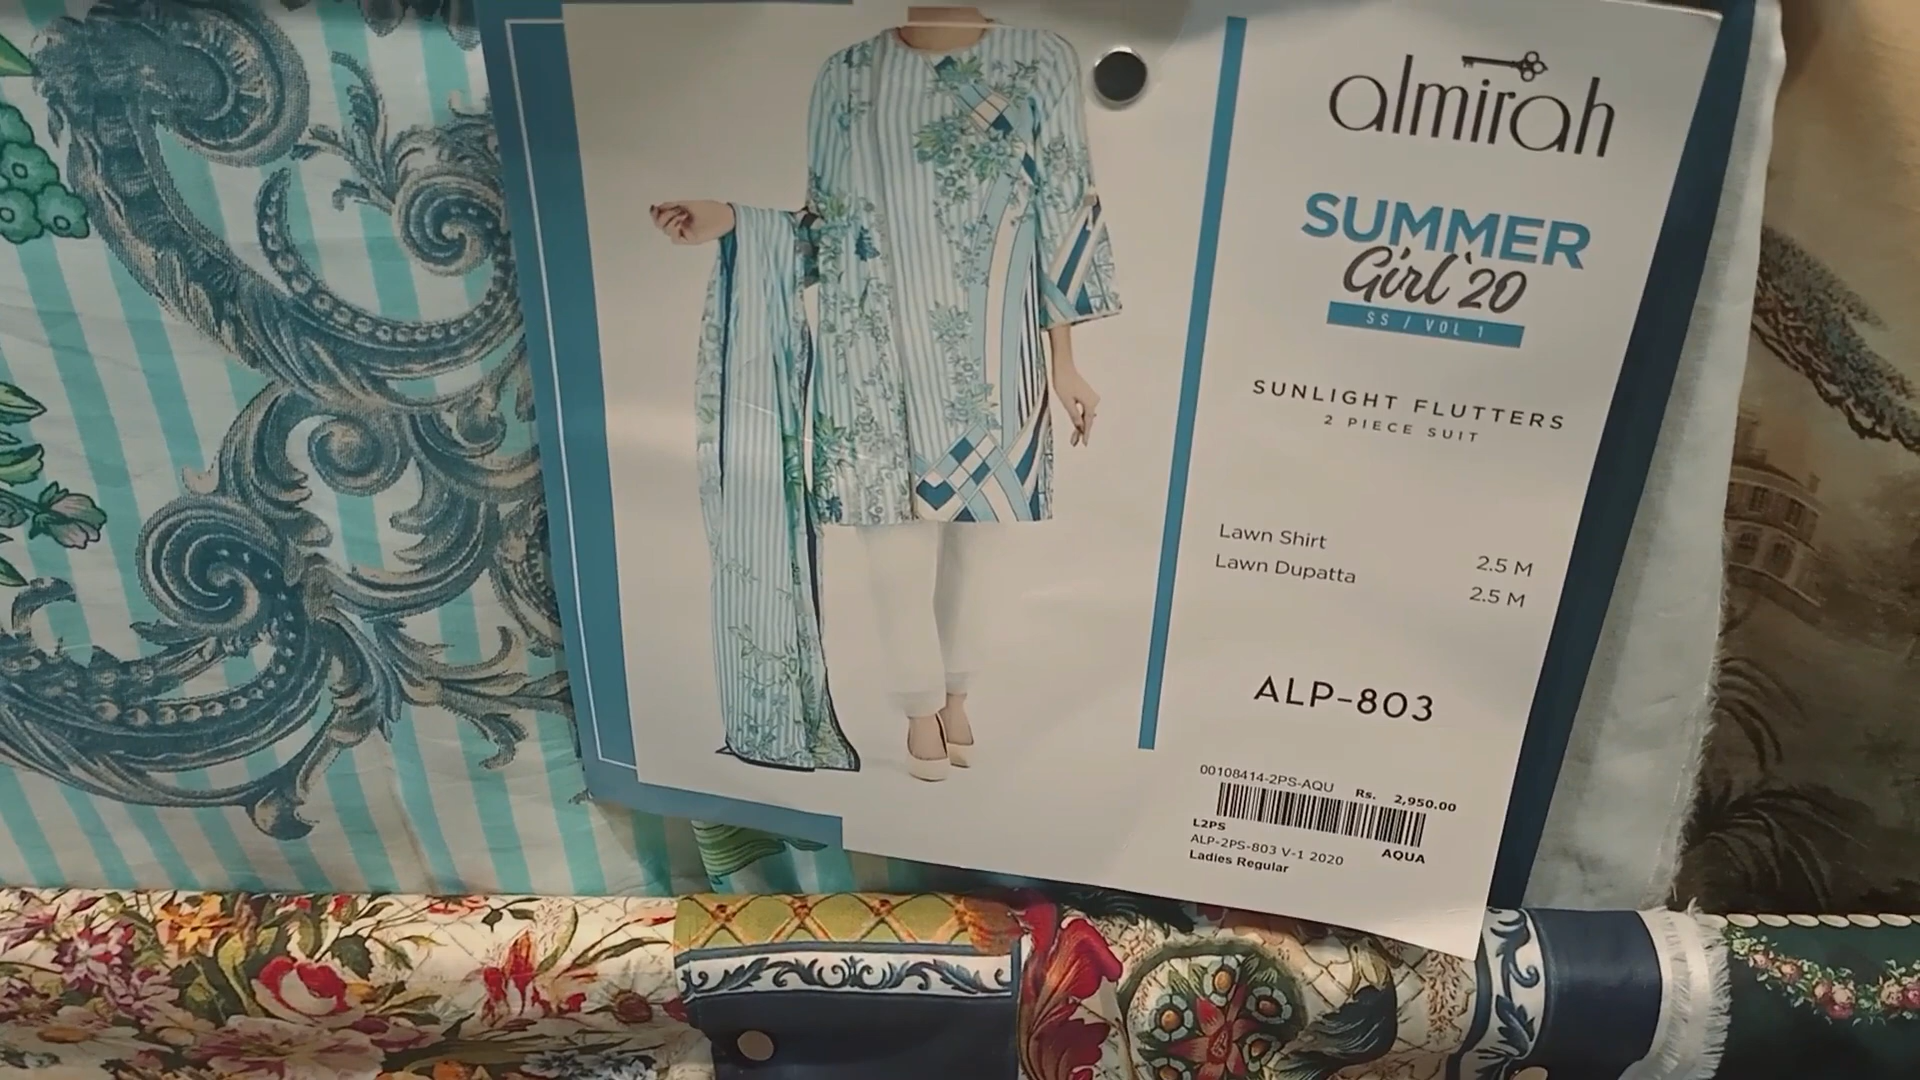 almirah
SUMMER
Girl '20
SS / VOL 1
SUNLIGHT FLUTTERS
2 PIECE SUIT
Lawn Shirt 2.5 M
Lawn Dupatta 2.5 M
ALP-803
00108414-2PS-AQU Rs. 2,950.00
L2PS
ALP-2PS-803 V-1 2020 AQUA
Ladies Regular